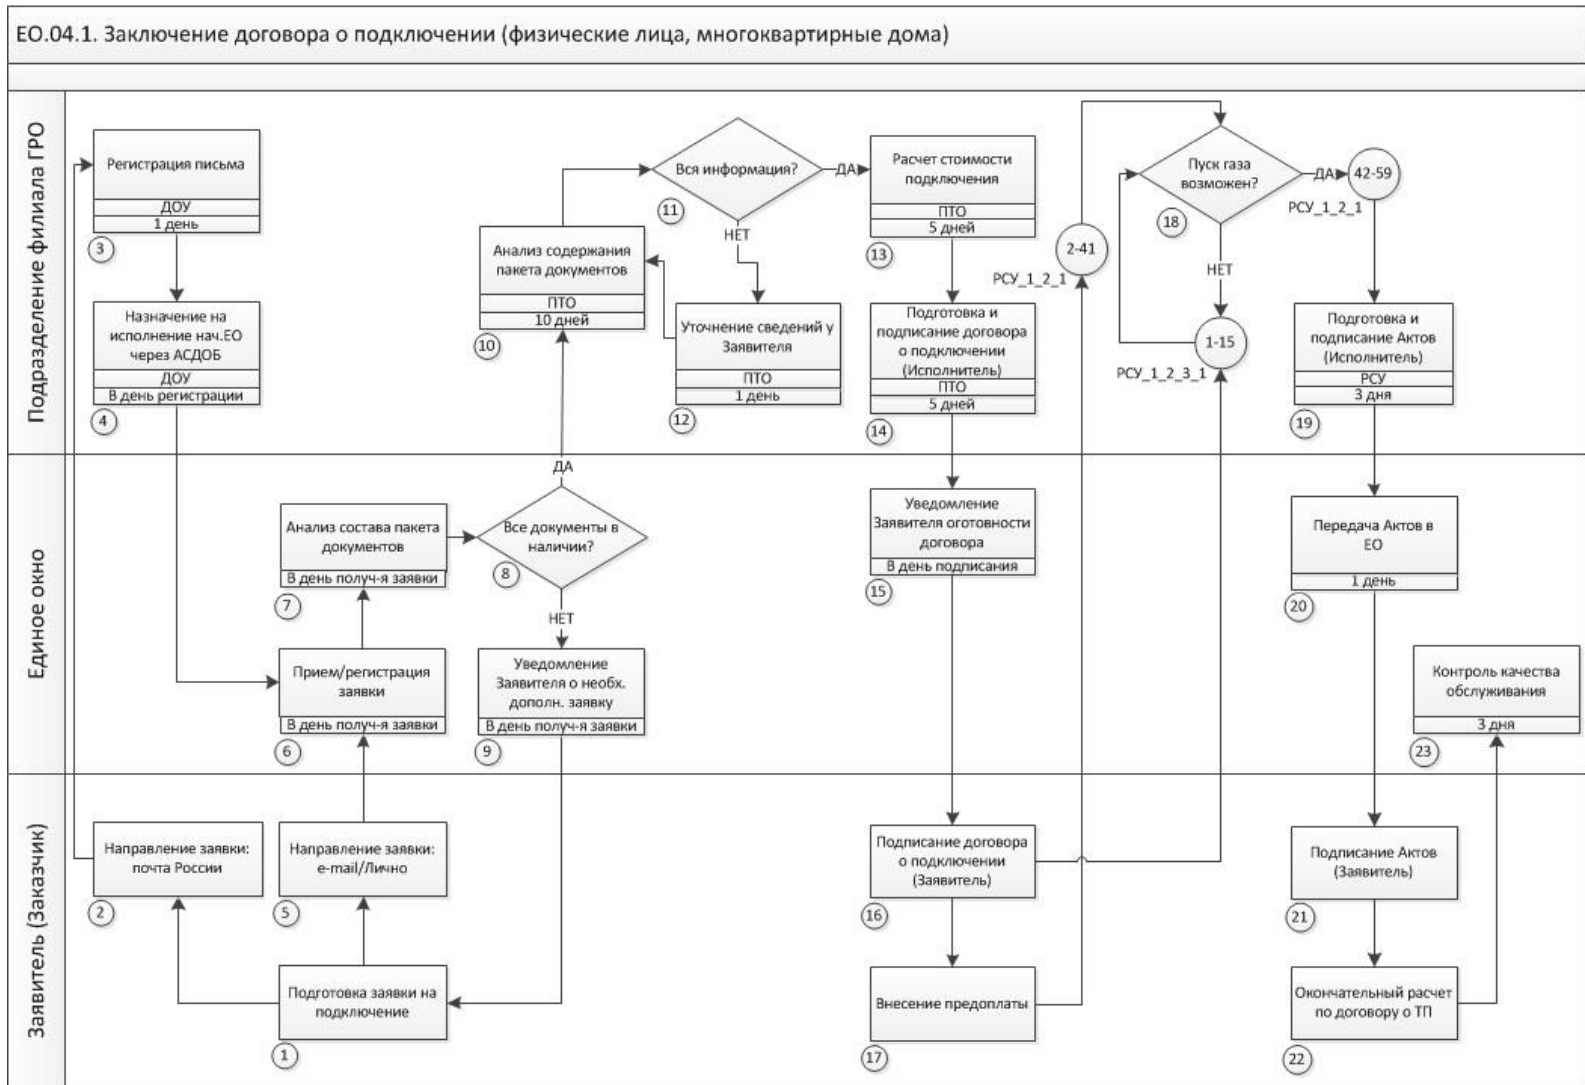 ЕО.04.1. Заключение договора о подключении (физические лица, многоквартирные дома)
Подразделение филиала ГРО
Регистрация письма
ДОУ
1 день
3
Назначение на
исполнение нач.ЕО
через АСДОБ
ДОУ
В день регистрации
4
Анализ содержания
пакета документов
ПТО
10 дней
10
Вся информация?
11
ДА
НЕТ
Уточнение сведений у
Заявителя
ПТО
1 день
12
Расчет стоимости
подключения
ПТО
5 дней
13
Подготовка и
подписание договора
о подключении
(Исполнитель)
ПТО
5 дней
14
2-41
РСУ_1_2_1
Пуск газа
возможен?
18
ДА
42-59
РСУ_1_2_1
НЕТ
1-15
РСУ_1_2_3_1
Подготовка и
подписание Актов
(Исполнитель)
РСУ
3 дня
19
Единое окно
Анализ состава пакета
документов
В день получ-я заявки
7
ДА
Все документы в
наличии?
8
НЕТ
Прием/регистрация
заявки
В день получ-я заявки
6
Уведомление
Заявителя о необх.
дополн. заявку
В день получ-я заявки
9
Уведомление
Заявителя оготовности
договора
В день подписания
15
Передача Актов в
ЕО
1 день
20
Контроль качества
обслуживания
3 дня
23
Заявитель (Заказчик)
Направление заявки:
почта России
2
Направление заявки:
e-mail/Лично
5
Подготовка заявки на
подключение
1
Подписание договора
о подключении
(Заявитель)
16
Внесение предоплаты
17
Подписание Актов
(Заявитель)
21
Окончательный расчет
по договору о ТП
22